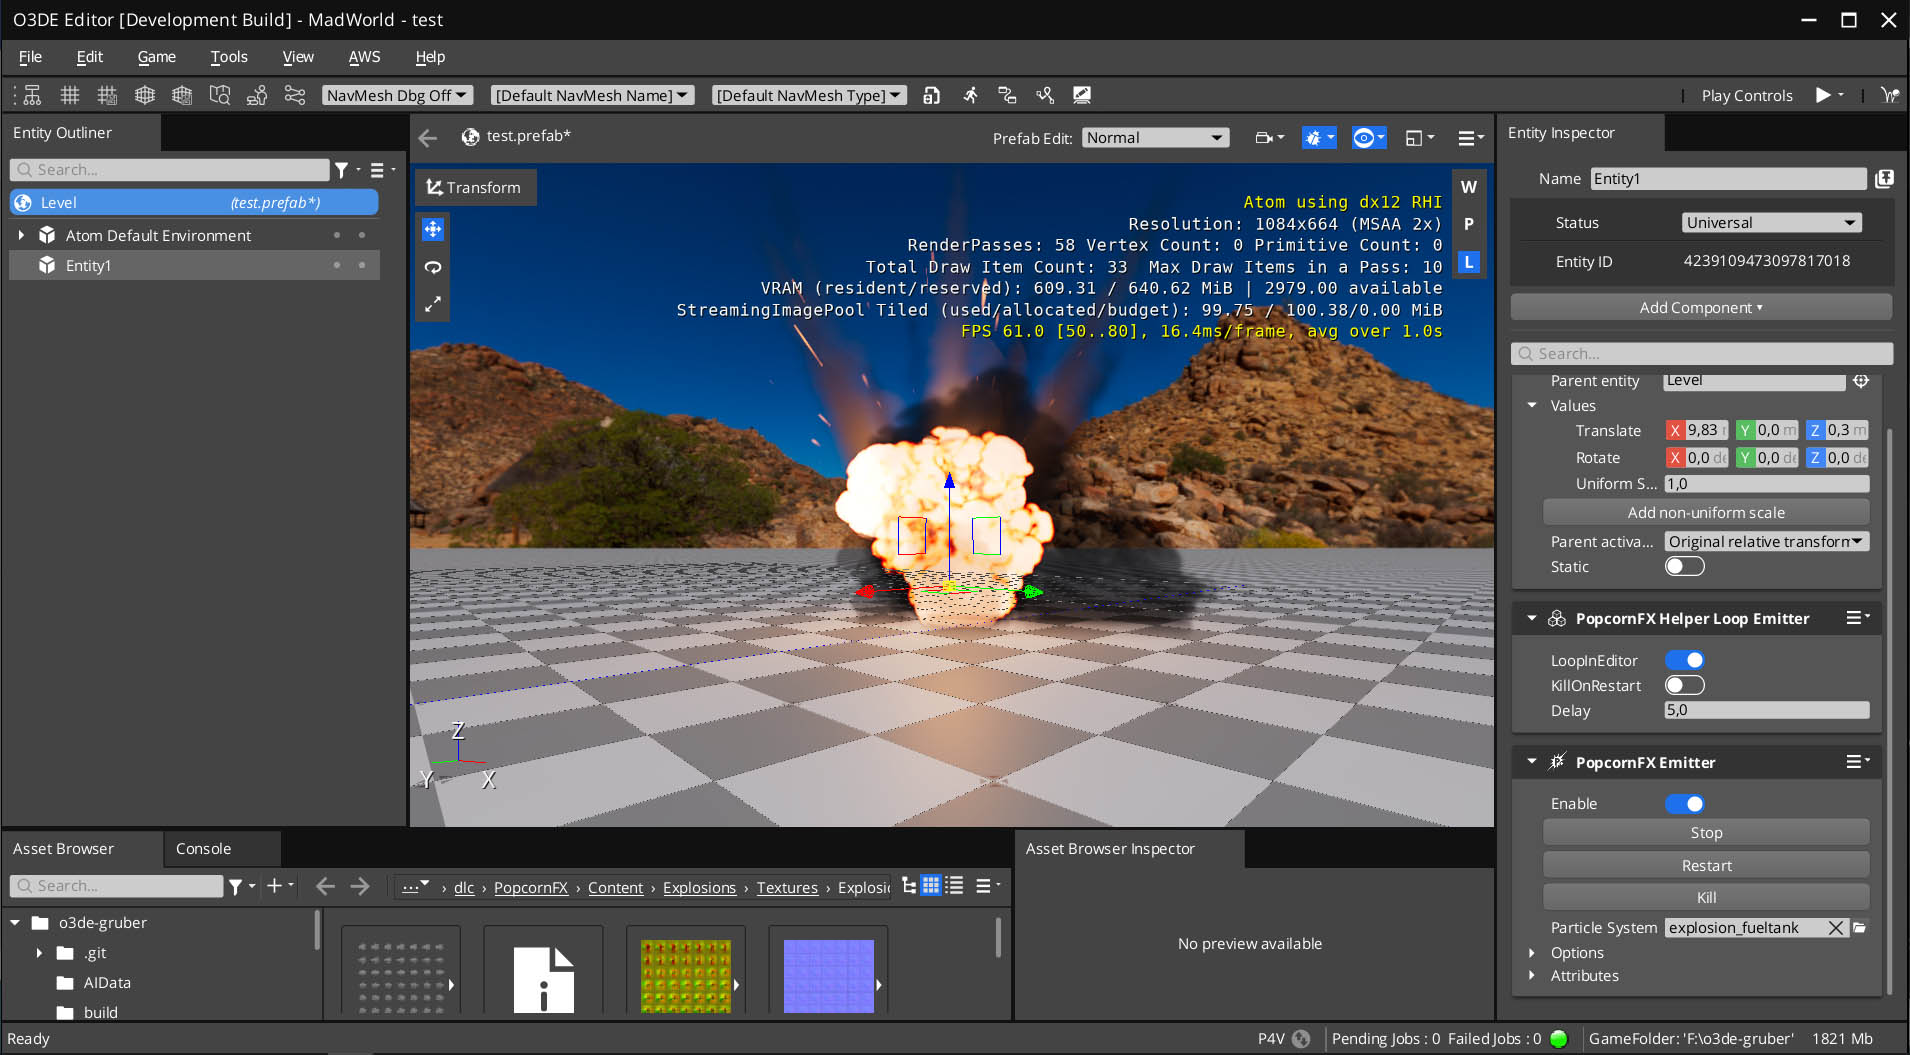 O3DE Editor [Development Build] - MadWorld - test
File Edit Game Tools View AWS Help
NavMesh Dbg Off [Default NavMesh Name] [Default NavMesh Type] Play Controls
Entity Outliner
Search...
Level (test.prefab*)
Atom Default Environment
Entity1
test.prefab* Prefab Edit: Normal
Transform
W
P
L
Atom using dx12 RHI
Resolution: 1084x664 (MSAA 2x)
RenderPasses: 58 Vertex Count: 0 Primitive Count: 0
Total Draw Item Count: 33 Max Draw Items in a Pass: 10
VRAM (resident/reserved): 609.31 / 640.62 MiB | 2979.00 available
StreamingImagePool Tiled (used/allocated/budget): 99.75 / 100.38/0.00 MiB
FPS 61.0 [50..80], 16.4ms/frame, avg over 1.0s
Z
Y X
Entity Inspector
Name Entity1
Status Universal
Entity ID 4239109473097817018
Add Component
Search...
Parent entity Level
Values
Translate X 9,83 m Y 0,0 m Z 0,3 m
Rotate X 0,0 de Y 0,0 de Z 0,0 de
Uniform S... 1,0
Add non-uniform scale
Parent activa... Original relative transform
Static
PopcornFX Helper Loop Emitter
LoopInEditor
KillOnRestart
Delay 5,0
PopcornFX Emitter
Enable
Stop
Restart
Kill
Particle System explosion_fueltank
Options
Attributes
Asset Browser Console
Search...
... › dlc › PopcornFX › Content › Explosions › Textures › Explosi
o3de-gruber
.git
AIData
build
Asset Browser Inspector
No preview available
Ready P4V Pending Jobs : 0 Failed Jobs : 0 GameFolder: 'F:\o3de-gruber' 1821 Mb